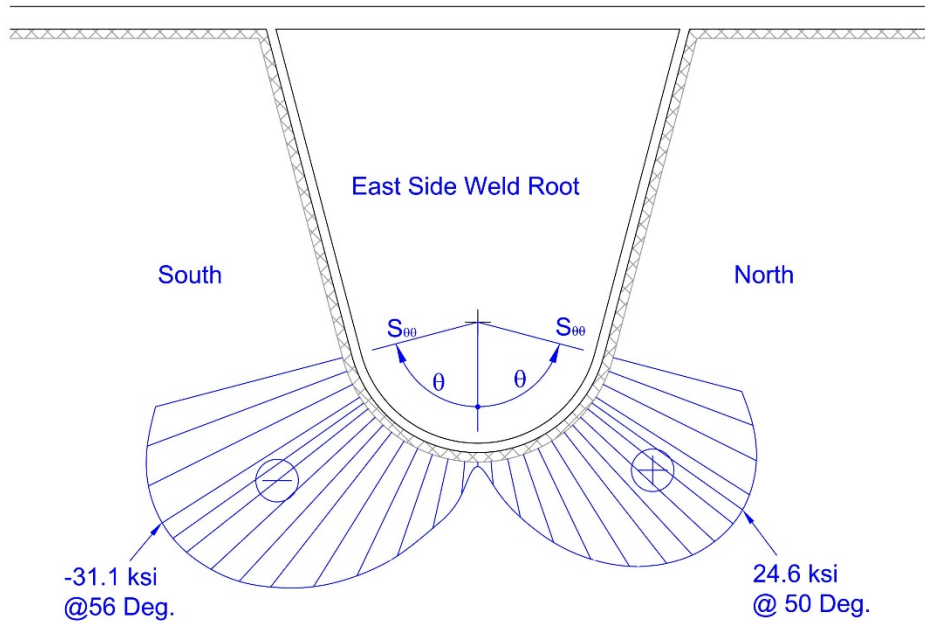 East Side Weld Root
South
North
Sθθ
Sθθ
θ
θ
-31.1 ksi
@56 Deg.
24.6 ksi
@ 50 Deg.